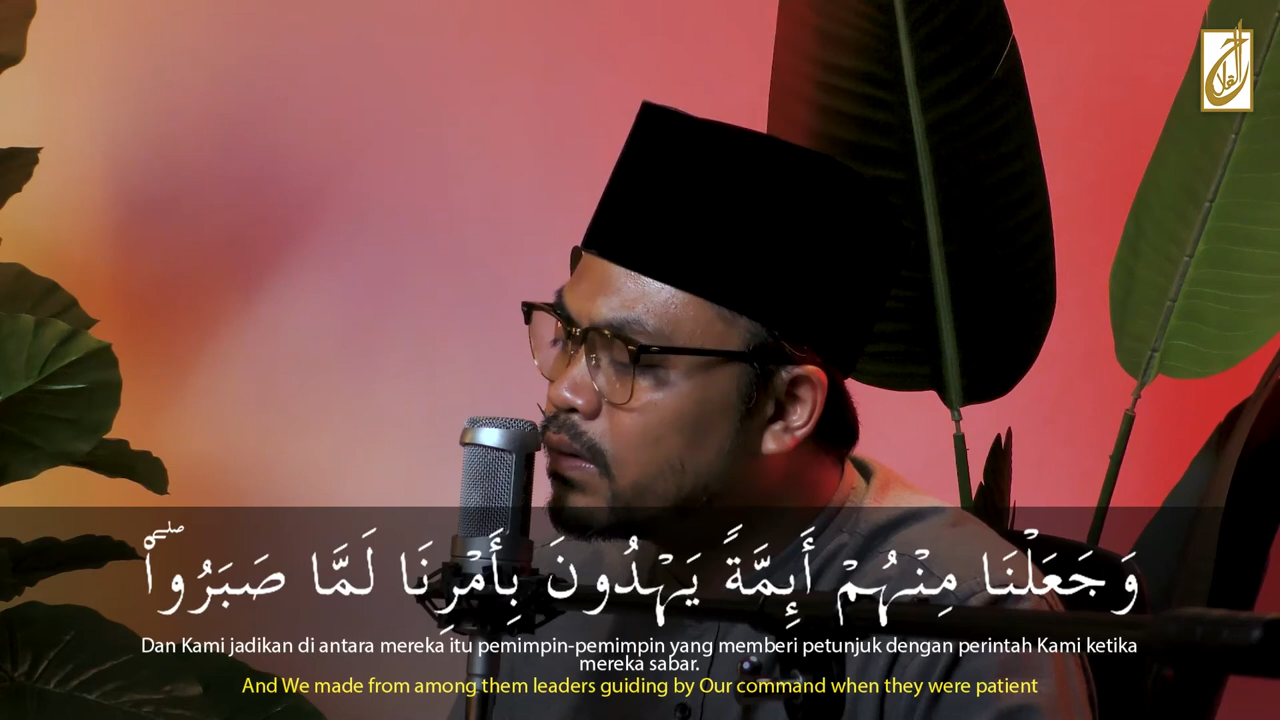 وَجَعَلْنَا مِنْهُمْ أَىِٕمَّةً يَهْدُونَ بِأَمْرِنَا لَمَّا صَبَرُوا۟ ۖ
Dan Kami jadikan di antara mereka itu pemimpin-pemimpin yang memberi petunjuk dengan perintah Kami ketika
mereka sabar.
And We made from among them leaders guiding by Our command when they were patient